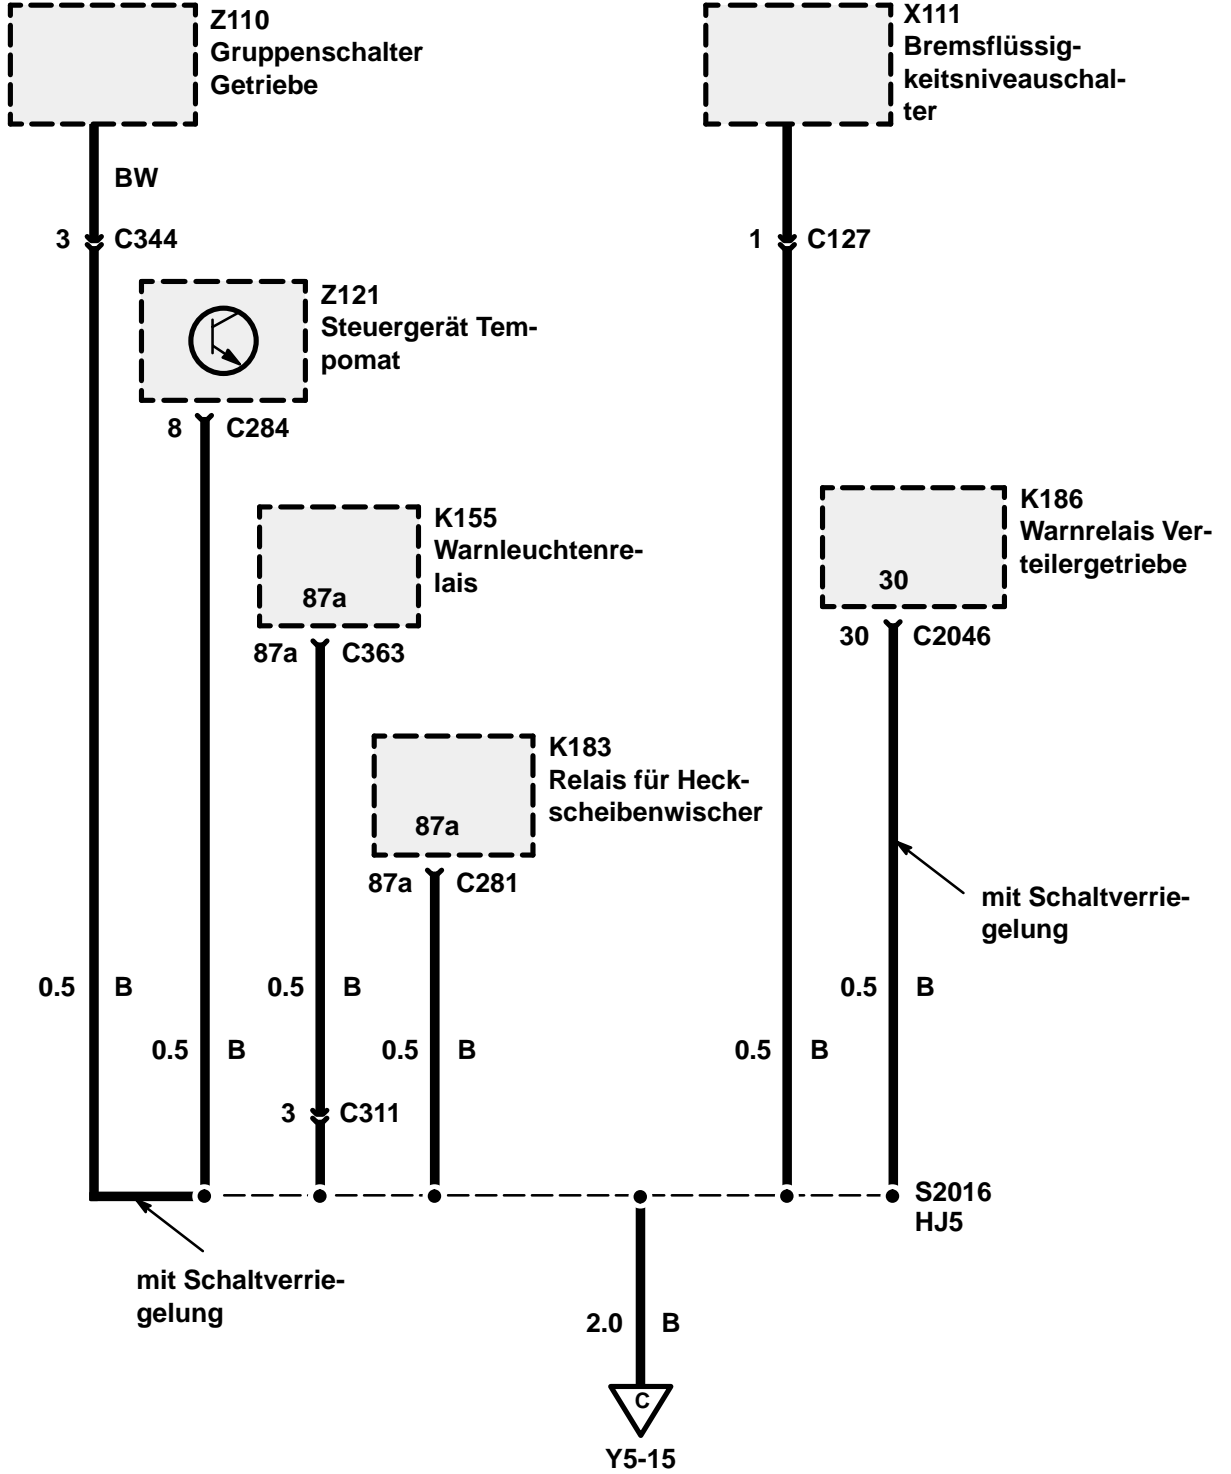 Z110
Gruppenschalter
Getriebe
X111
Bremsflüssig-
keitsniveauschal-
ter
BW
3 C344
1 C127
Z121
Steuergerät Tem-
pomat
8 C284
K155
Warnleuchtenre-
lais
87a
87a C363
K186
Warnrelais Ver-
teilergetriebe
30
30 C2046
K183
Relais für Heck-
scheibenwischer
87a
87a C281
mit Schaltverrie-
gelung
0.5 B 0.5 B 0.5 B
0.5 B 0.5 B 0.5 B
3 C311
S2016
HJ5
mit Schaltverrie-
gelung
2.0 B
C
Y5-15